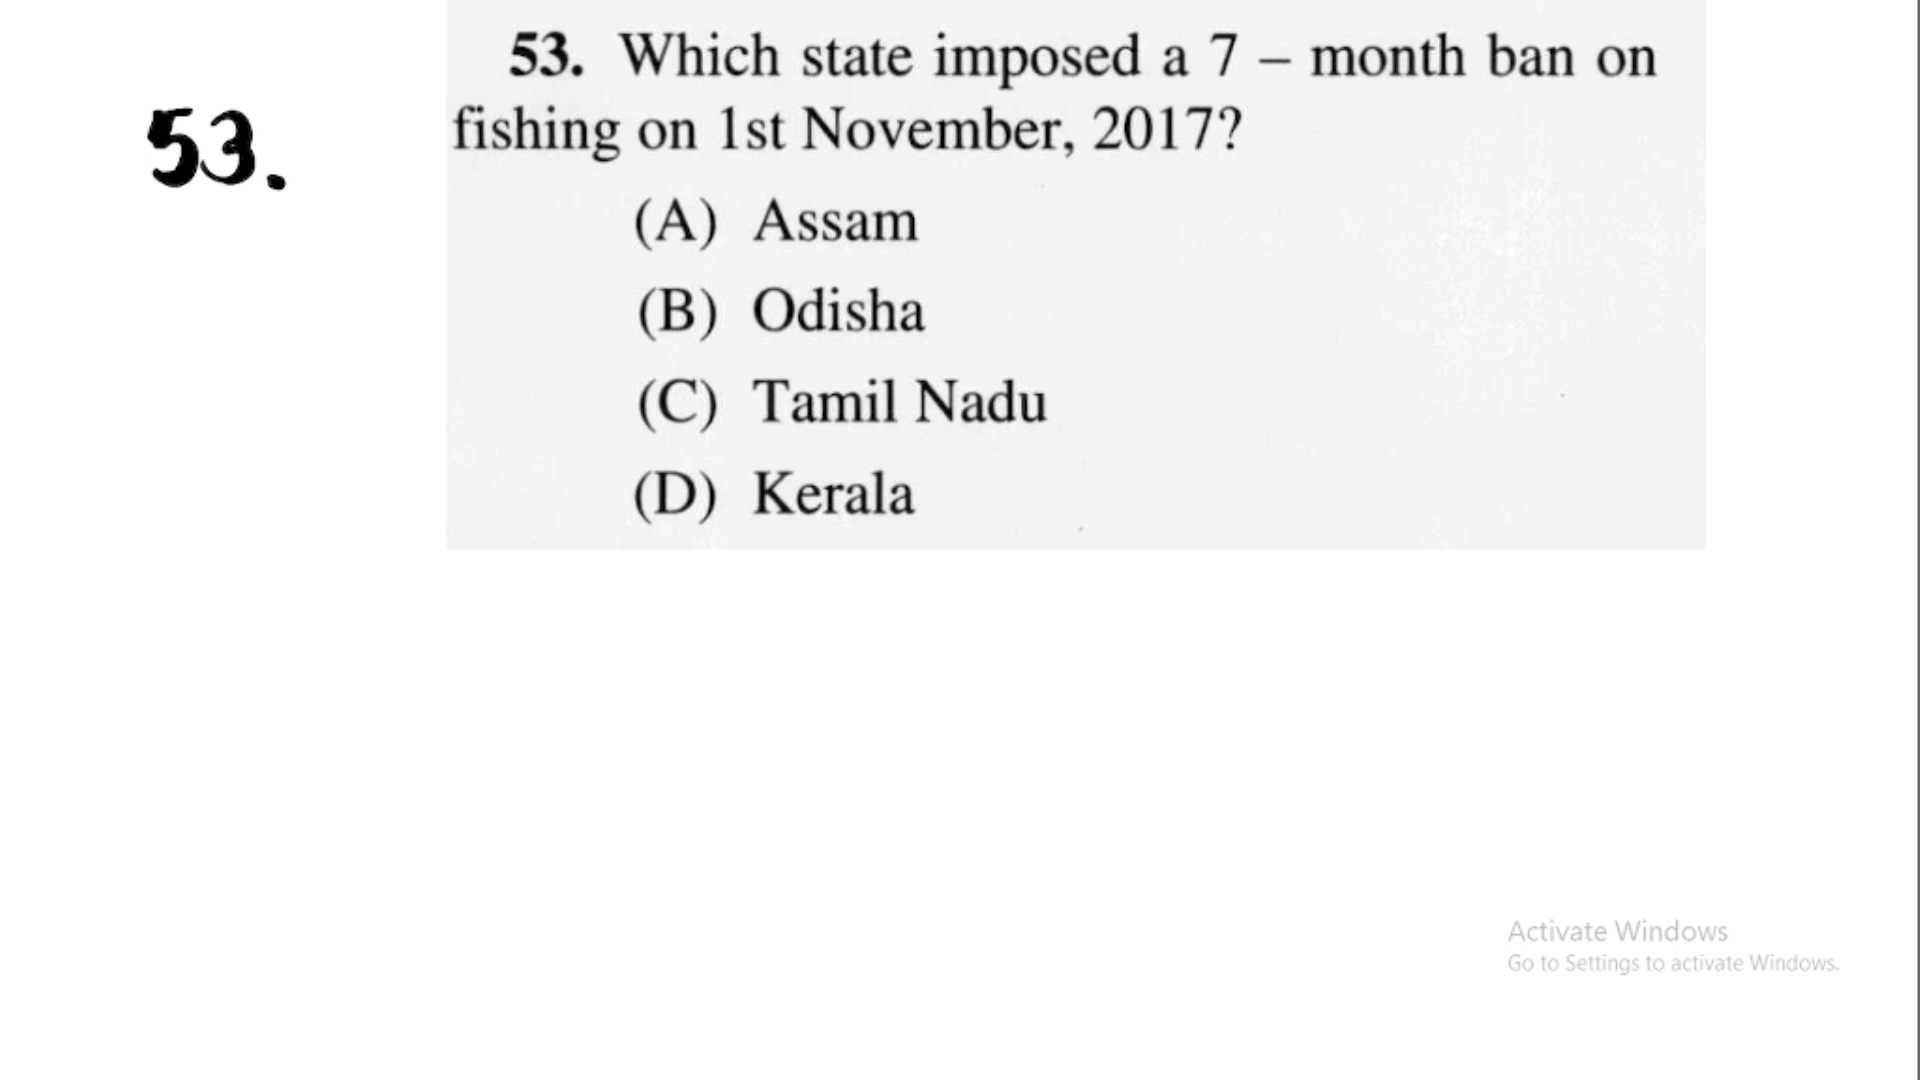 53. Which state imposed a 7 – month ban on
53.
fishing on 1st November, 2017?
(A) Assam
(B) Odisha
(C) Tamil Nadu
(D) Kerala
Activate Windows
Go to Settings to activate Windows.